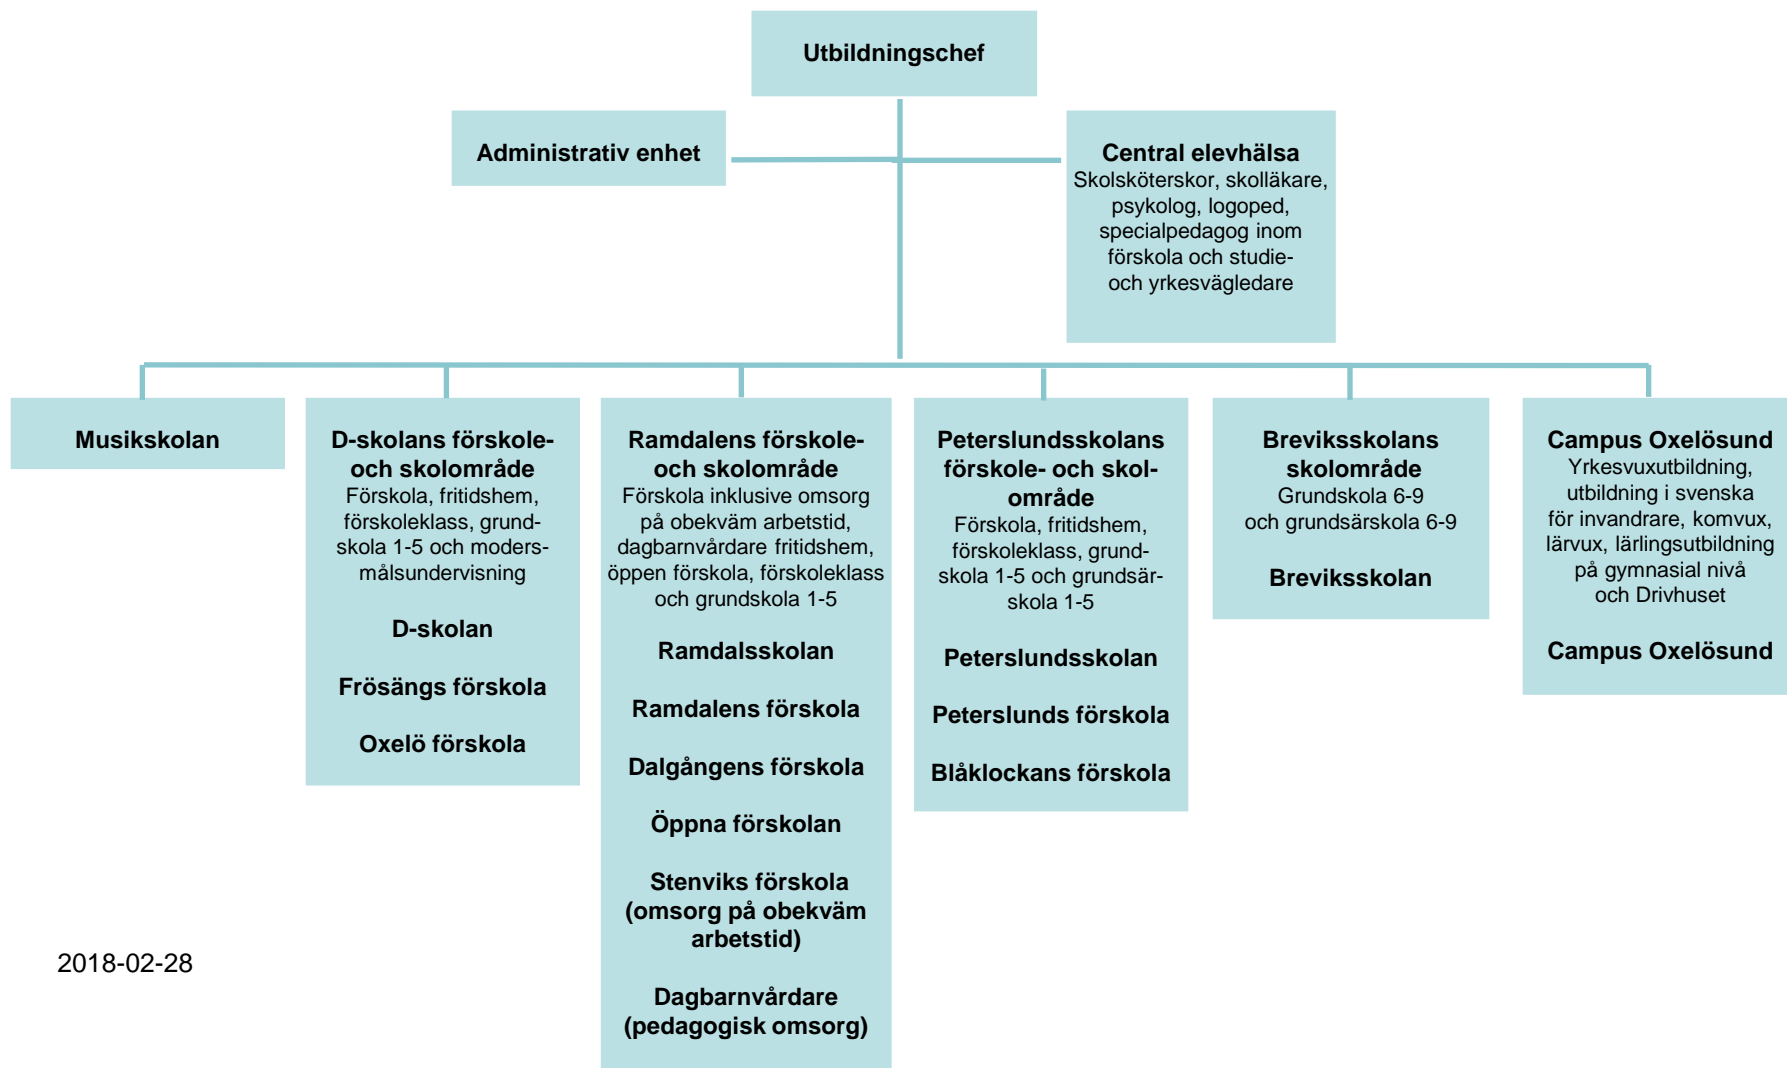 Utbildningschef
Administrativ enhet
Central elevhälsa
Skolsköterskor, skolläkare,
psykolog, logoped,
specialpedagog inom
förskola och studie-
och yrkesvägledare
Musikskolan
D-skolans förskole-
och skolområde
Förskola, fritidshem,
förskoleklass, grund-
skola 1-5 och moders-
målsundervisning
D-skolan
Frösängs förskola
Oxelö förskola
Ramdalens förskole-
och skolområde
Förskola inklusive omsorg
på obekväm arbetstid,
dagbarnvårdare fritidshem,
öppen förskola, förskoleklass
och grundskola 1-5
Ramdalsskolan
Ramdalens förskola
Dalgångens förskola
Öppna förskolan
Stenviks förskola
(omsorg på obekväm
arbetstid)
Dagbarnvårdare
(pedagogisk omsorg)
Peterslundsskolans
förskole- och skol-
område
Förskola, fritidshem,
förskoleklass, grund-
skola 1-5 och grundsär-
skola 1-5
Peterslundsskolan
Peterslunds förskola
Blåklockans förskola
Breviksskolans
skolområde
Grundskola 6-9
och grundsärskola 6-9
Breviksskolan
Campus Oxelösund
Yrkesvuxutbildning,
utbildning i svenska
för invandrare, komvux,
lärvux, lärlingsutbildning
på gymnasial nivå
och Drivhuset
Campus Oxelösund
2018-02-28